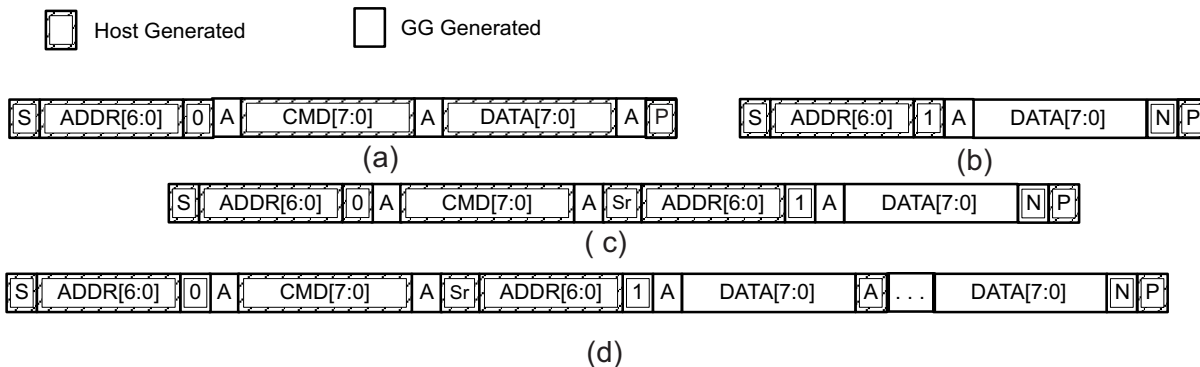 Host Generated GG Generated
S ADDR[6:0] 0 A CMD[7:0] A DATA[7:0] A P
S ADDR[6:0] 1 A DATA[7:0] N P
(a)
(b)
S ADDR[6:0] 0 A CMD[7:0] A Sr ADDR[6:0] 1 A DATA[7:0] N P
( c)
S ADDR[6:0] 0 A CMD[7:0] A Sr ADDR[6:0] 1 A DATA[7:0] A . . . DATA[7:0] N P
(d)